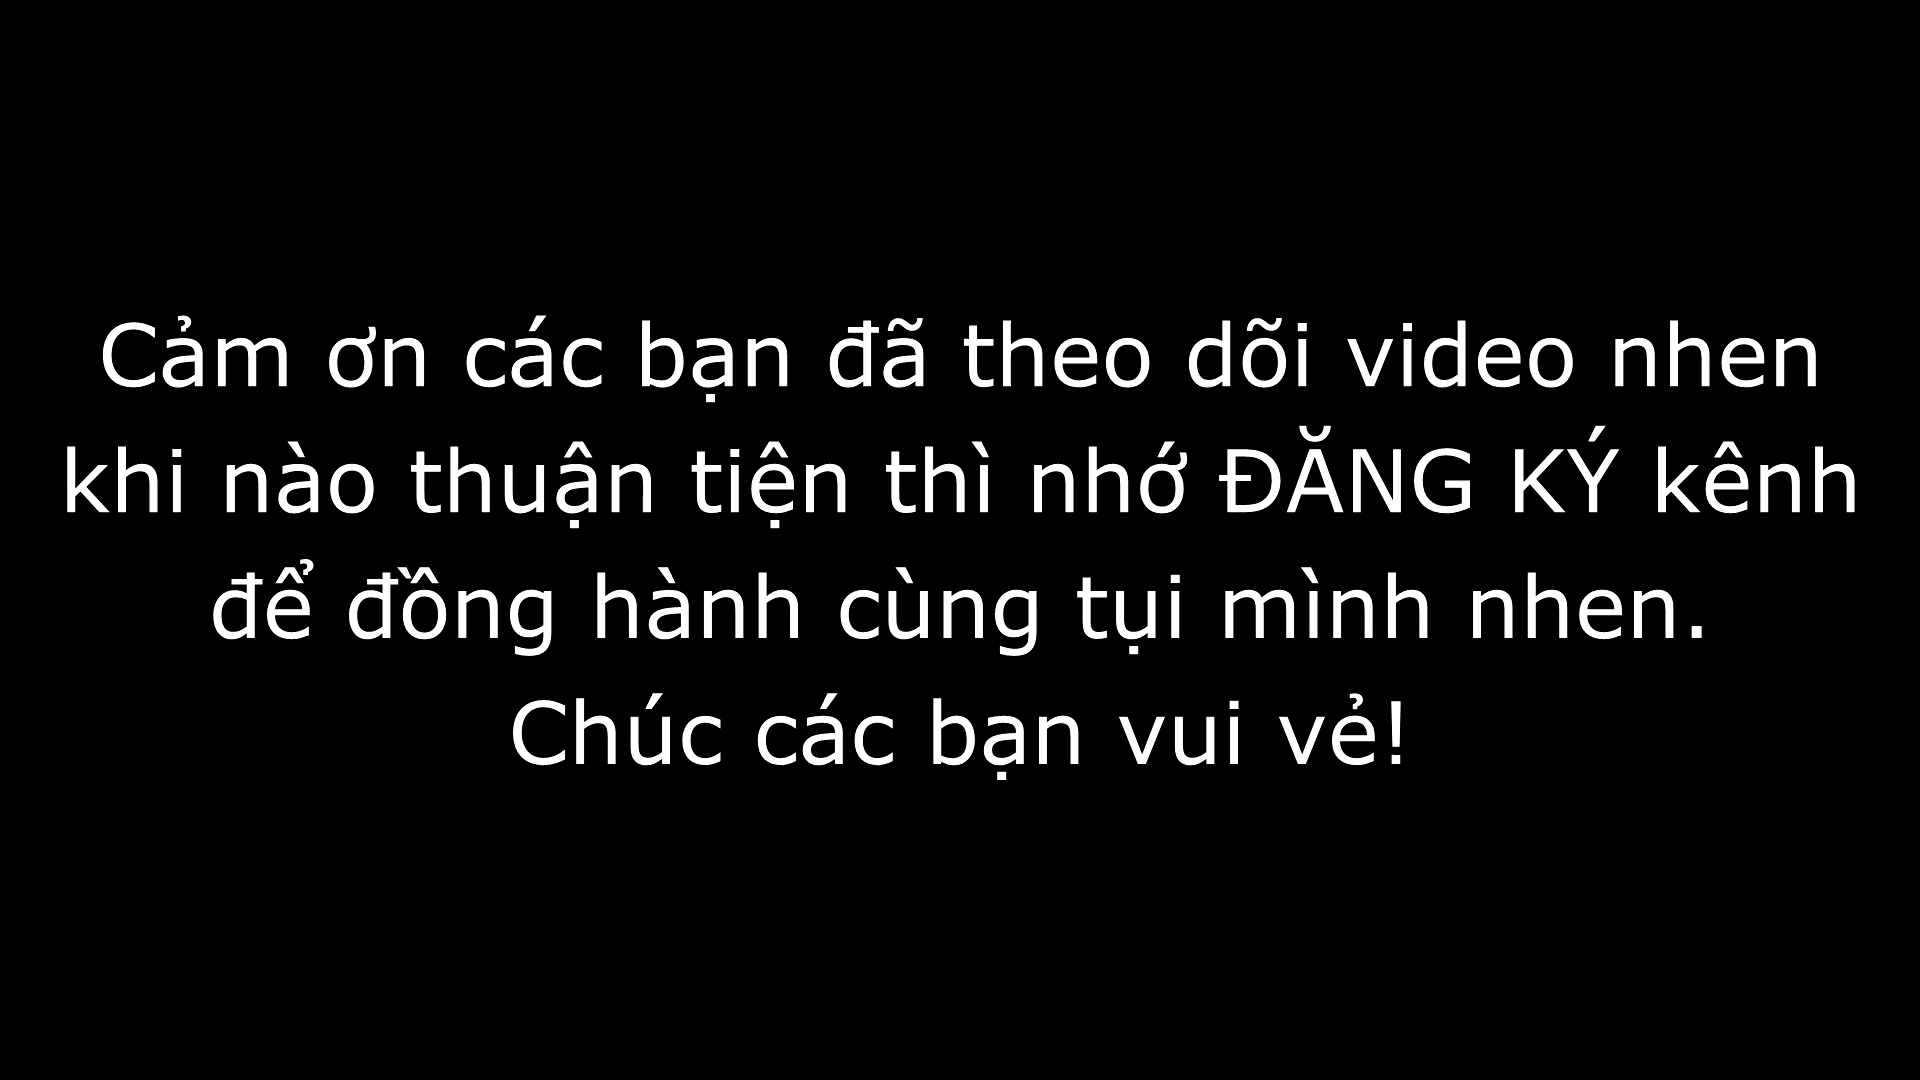 Cảm ơn các bạn đã theo dõi video nhen
khi nào thuận tiện thì nhớ ĐĂNG KÝ kênh
để đồng hành cùng tụi mình nhen.
Chúc các bạn vui vẻ!